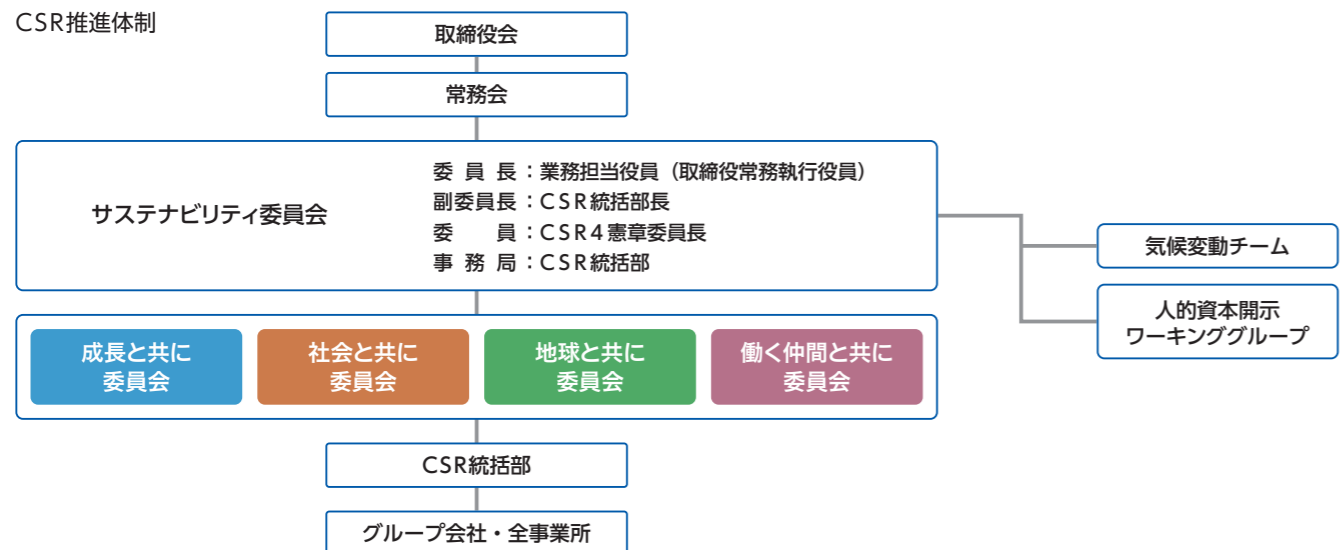 CSR推進体制
取締役会
常務会
サステナビリティ委員会
委員長：業務担当役員（取締役常務執行役員）
副委員長：CSR統括部長
委員：CSR4憲章委員長
事務局：CSR統括部
気候変動チーム
人的資本開示
ワーキンググループ
成長と共に
委員会
社会と共に
委員会
地球と共に
委員会
働く仲間と共に
委員会
CSR統括部
グループ会社・全事業所